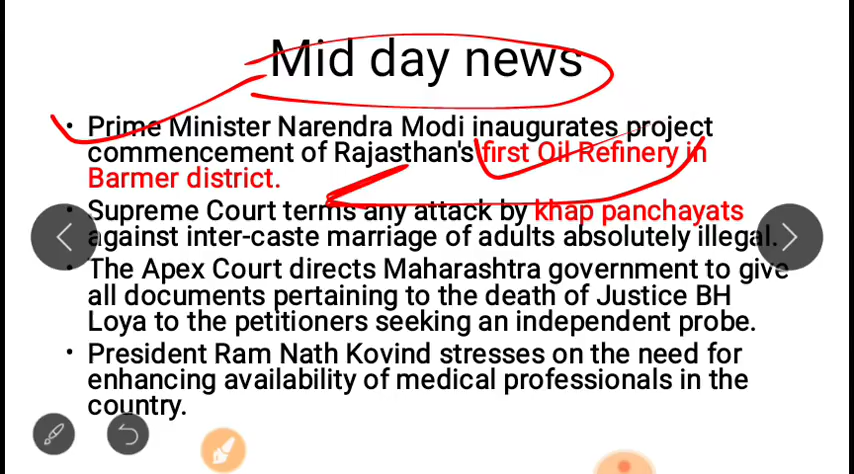 Mid day news
• Prime Minister Narendra Modi inaugurates project
commencement of Rajasthan's first Oil Refinery in
Barmer district.
• Supreme Court terms any attack by khap panchayats
against inter-caste marriage of adults absolutely illegal.
• The Apex Court directs Maharashtra government to give
all documents pertaining to the death of Justice BH
Loya to the petitioners seeking an independent probe.
• President Ram Nath Kovind stresses on the need for
enhancing availability of medical professionals in the
country.